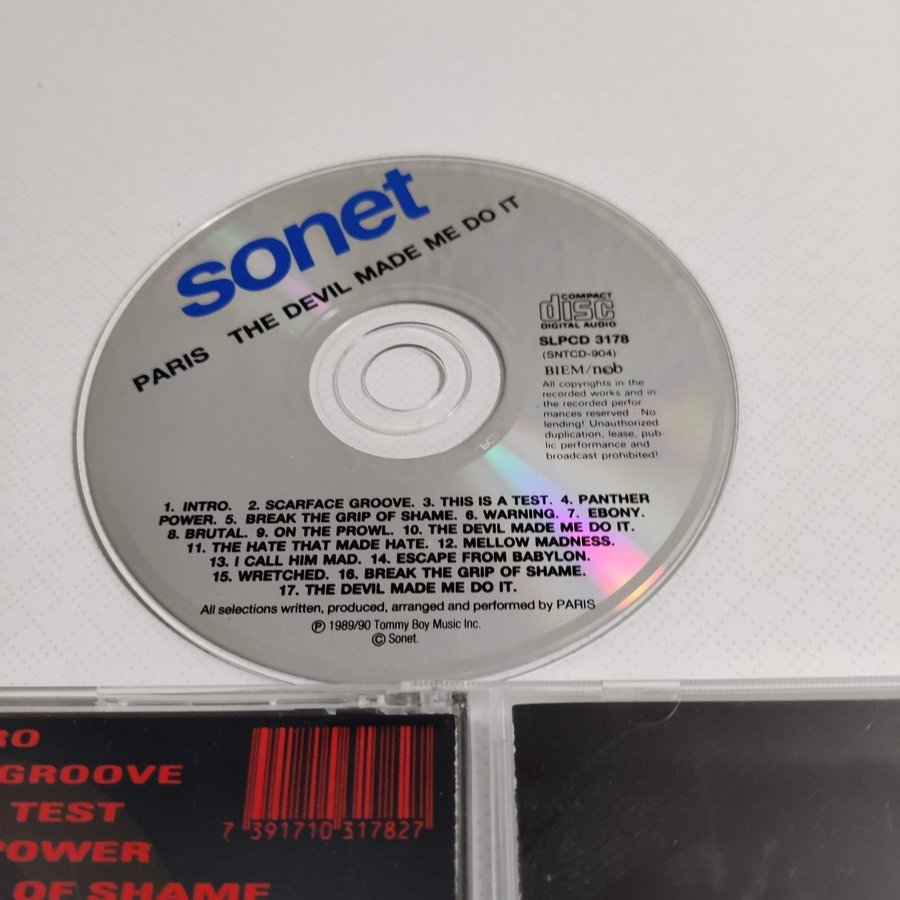 sonet
PARIS THE DEVIL MADE ME DO IT
COMPACT
disc
DIGITAL AUDIO
SLPCD 3178
(SNTCD-904)
BIEM/n©b
All copyrights in the
recorded works and in
the recorded perfor-
mances reserved · No
lending! Unauthorized
duplication, lease, pub-
lic performance and
broadcast prohibited!
1. INTRO. 2. SCARFACE GROOVE. 3. THIS IS A TEST. 4. PANTHER
POWER. 5. BREAK THE GRIP OF SHAME. 6. WARNING. 7. EBONY.
8. BRUTAL. 9. ON THE PROWL. 10. THE DEVIL MADE ME DO IT.
11. THE HATE THAT MADE HATE. 12. MELLOW MADNESS.
13. I CALL HIM MAD. 14. ESCAPE FROM BABYLON.
15. WRETCHED. 16. BREAK THE GRIP OF SHAME.
17. THE DEVIL MADE ME DO IT.
All selections written, produced, arranged and performed by PARIS
Ⓟ 1989/90 Tommy Boy Music Inc.
© Sonet.
RO
GROOVE
TEST
POWER
OF SHAME
7 391710 317827